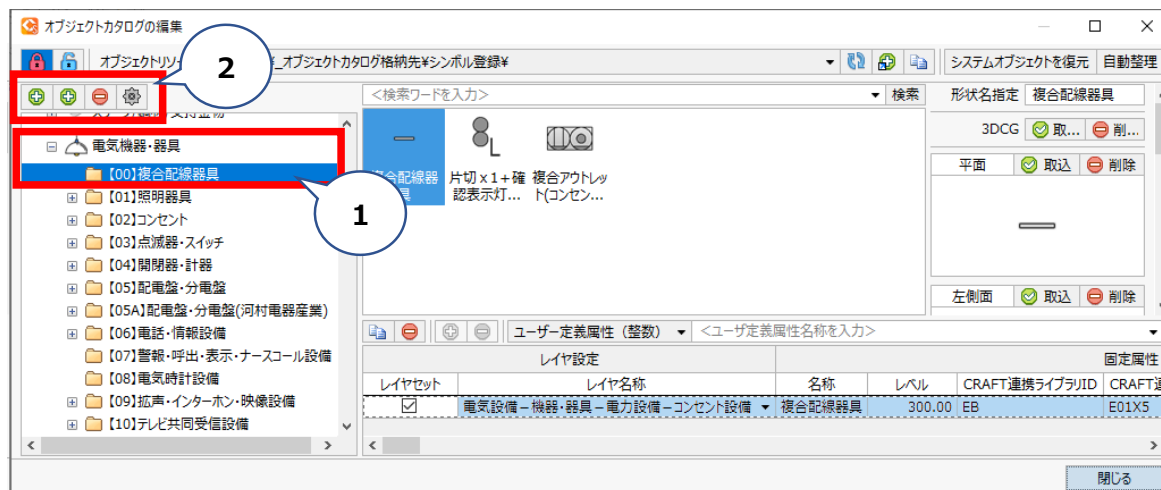 オブジェクトカタログの編集
2
_オブジェクトカタログ格納先¥シンボル登録¥
システムオブジェクトを復元
自動整理
<検索ワードを入力>
検索
形状名指定
複合配線器具
3DCG
取...
削...
電気機器・器具
平面
取込
削除
【00】複合配線器具
【01】照明器具
【02】コンセント
【03】点滅器・スイッチ
【04】開閉器・計器
【05】配電盤・分電盤
【05A】配電盤・分電盤(河村電器産業)
【06】電話・情報設備
【07】警報・呼出・表示・ナースコール設備
【08】電気時計設備
【09】拡声・インターホン・映像設備
【10】テレビ共同受信設備
1
片切x1+確
認表示灯...
複合アウトレッ
ト(コンセン...
左側面
取込
削除
ユーザー定義属性（整数）
<ユーザ定義属性名称を入力>
レイヤ設定
固定属性
レイヤセット
レイヤ名称
名称
レベル
CRAFT連携ライブラリID
電気設備－機器・器具－電力設備－コンセント設備
複合配線器具
300.00
EB
E01X5
閉じる